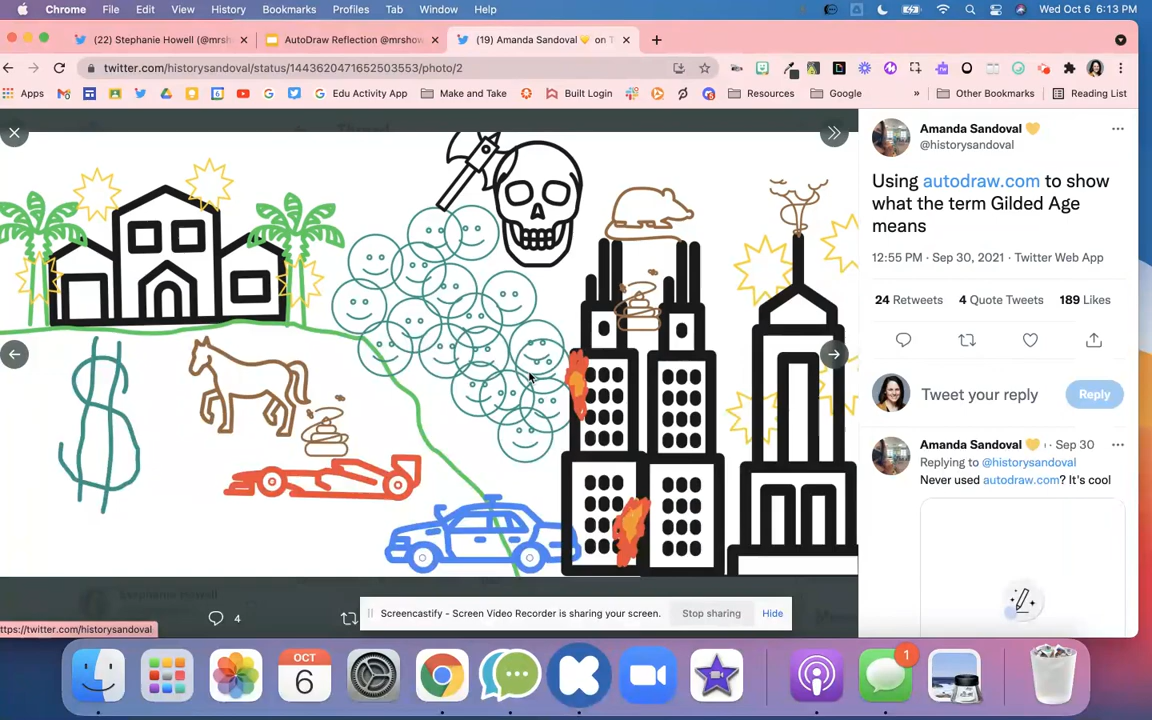 Chrome File Edit View History Bookmarks Profiles Tab Window Help Wed Oct 6 6:13 PM
(22) Stephanie Howell (@mrsh
AutoDraw Reflection @mrshow
(19) Amanda Sandoval 💛 on T
twitter.com/historysandoval/status/1443620471652503553/photo/2
Apps Edu Activity App Make and Take Built Login Resources Google » Other Bookmarks Reading List
Amanda Sandoval 💛
@historysandoval
Using autodraw.com to show
what the term Gilded Age
means
12:55 PM · Sep 30, 2021 · Twitter Web App
24 Retweets 4 Quote Tweets 189 Likes
Tweet your reply
Reply
Amanda Sandoval 💛 · Sep 30
Replying to @historysandoval
Never used autodraw.com? It's cool
4
Screencastify - Screen Video Recorder is sharing your screen.
Stop sharing
Hide
ttps://twitter.com/historysandoval
OCT
6
1